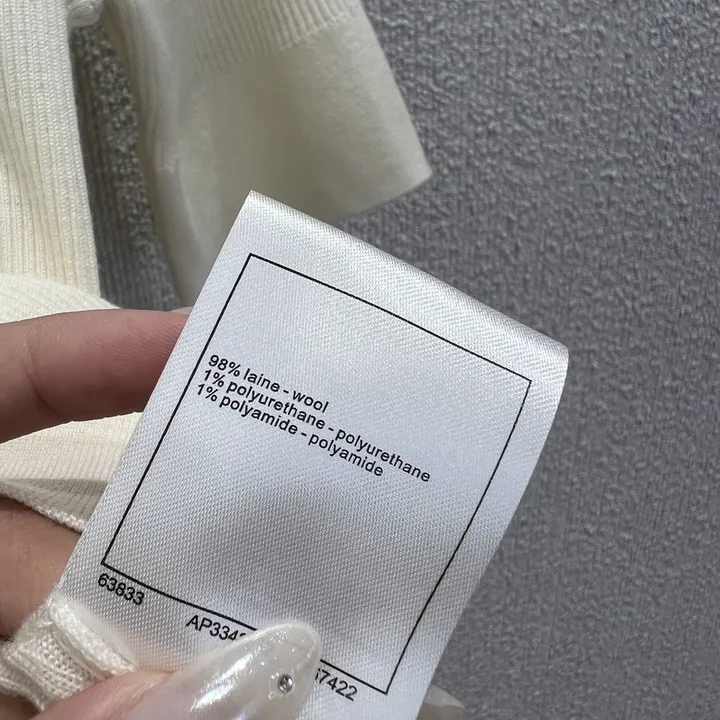 98% laine - wool
1% polyurethane - polyurethane
1% polyamide - polyamide
63833